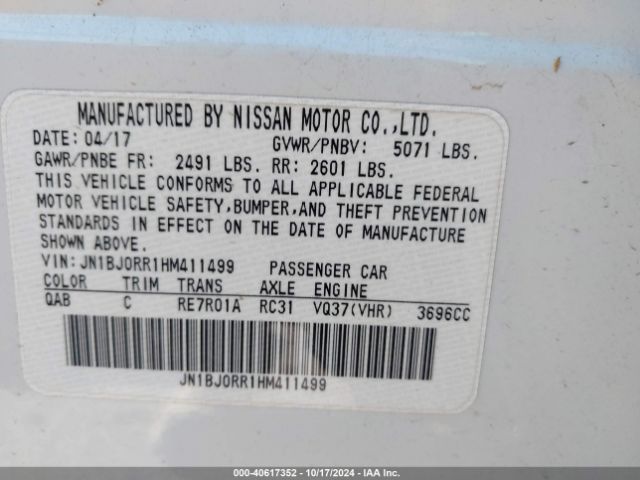 MANUFACTURED BY NISSAN MOTOR CO.,LTD.
DATE: 04/17 GVWR/PNBV: 5071 LBS.
GAWR/PNBE FR: 2491 LBS. RR: 2601 LBS.
THIS VEHICLE CONFORMS TO ALL APPLICABLE FEDERAL
MOTOR VEHICLE SAFETY,BUMPER,AND THEFT PREVENTION
STANDARDS IN EFFECT ON THE DATE OF MANUFACTURE
SHOWN ABOVE.
VIN: JN1BJ0RR1HM411499 PASSENGER CAR
COLOR TRIM TRANS AXLE ENGINE
QAB C RE7R01A RC31 VQ37(VHR) 3696CC
JN1BJ0RR1HM411499
000-40617352 | 10/17/2024 | IAA Inc.